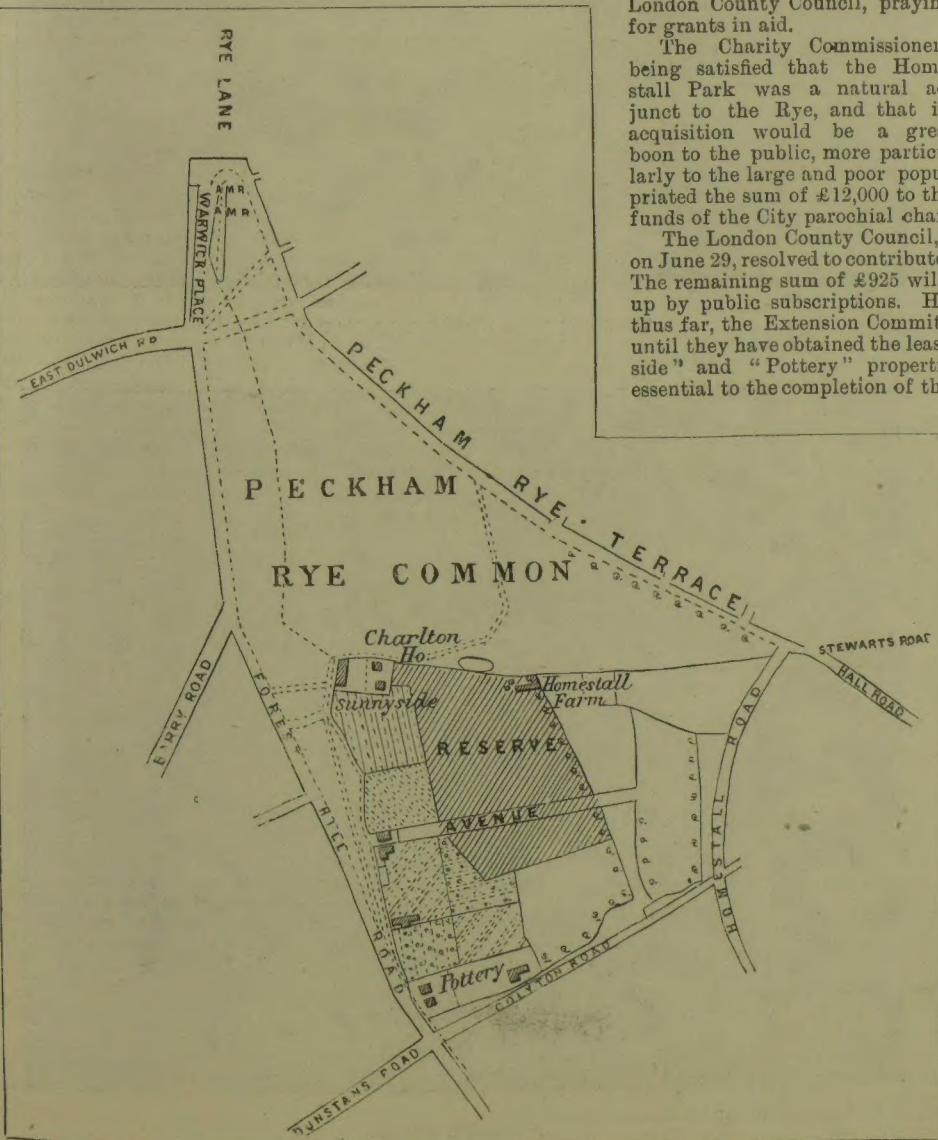 London County Council, prayin
for grants in aid.
The Charity Commissioner
being satisfied that the Hom
stall Park was a natural a
junct to the Rye, and that i
acquisition would be a gre
boon to the public, more partic
larly to the large and poor popu
priated the sum of £12,000 to th
funds of the City parochial cha
The London County Council,
on June 29, resolved to contribut
The remaining sum of £925 wil
up by public subscriptions. H
thus far, the Extension Commit
until they have obtained the leas
side" and "Pottery" propert
essential to the completion of th
RYE LANE
AMR
AMR
WARWICK PLACE
EAST DULWICH RD
PECKHAM RYE TERRACE
PECKHAM
RYE COMMON
STEWARTS ROAD
HALL ROAD
Charlton
Ho.
Sunnyside
Homestall
Farm
BARRY ROAD
FOREST HILL ROAD
RESERVE
AVENUE
HOMESTALL ROAD
Pottery
COLYTON ROAD
DUNSTANS ROAD